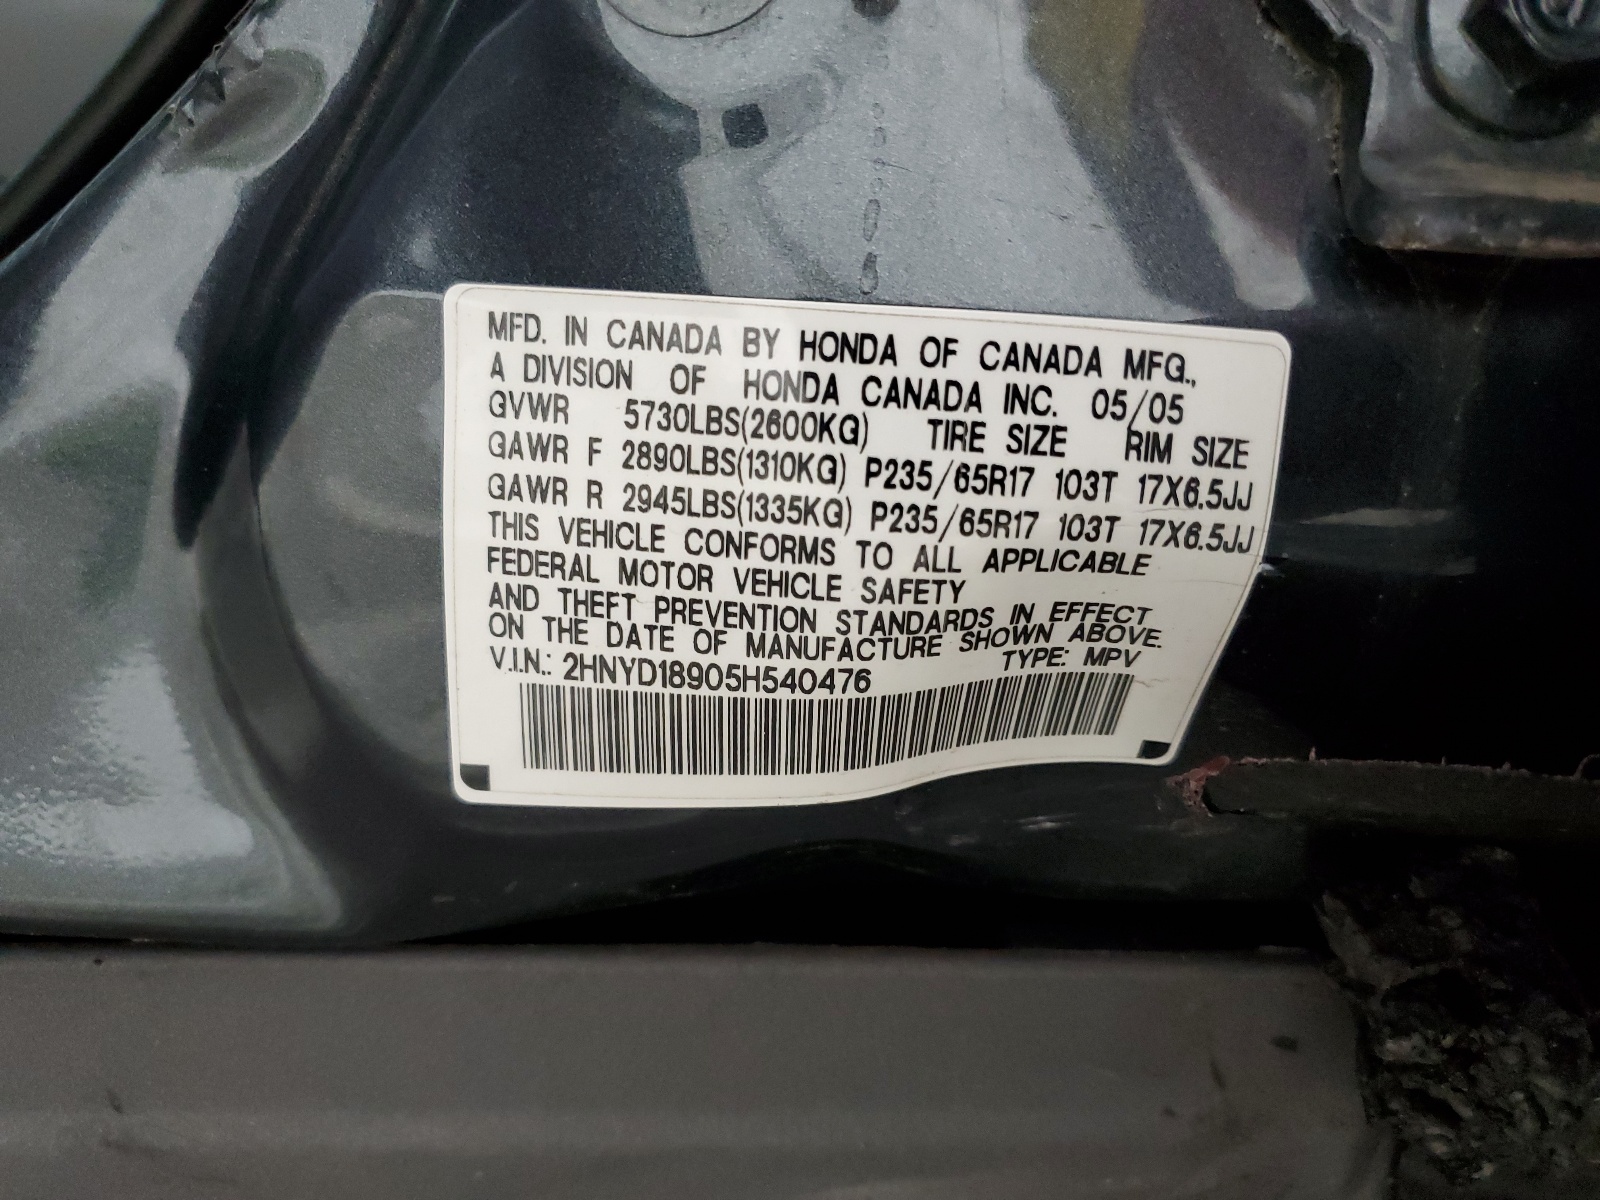 MFD. IN CANADA BY HONDA OF CANADA MFG.,
A DIVISION OF HONDA CANADA INC. 05/05
GVWR 5730LBS(2600KG) TIRE SIZE RIM SIZE
GAWR F 2890LBS(1310KG) P235/65R17 103T 17X6.5JJ
GAWR R 2945LBS(1335KG) P235/65R17 103T 17X6.5JJ
THIS VEHICLE CONFORMS TO ALL APPLICABLE
FEDERAL MOTOR VEHICLE SAFETY
AND THEFT PREVENTION STANDARDS IN EFFECT
ON THE DATE OF MANUFACTURE SHOWN ABOVE.
V.I.N.: 2HNYD18905H540476 TYPE: MPV